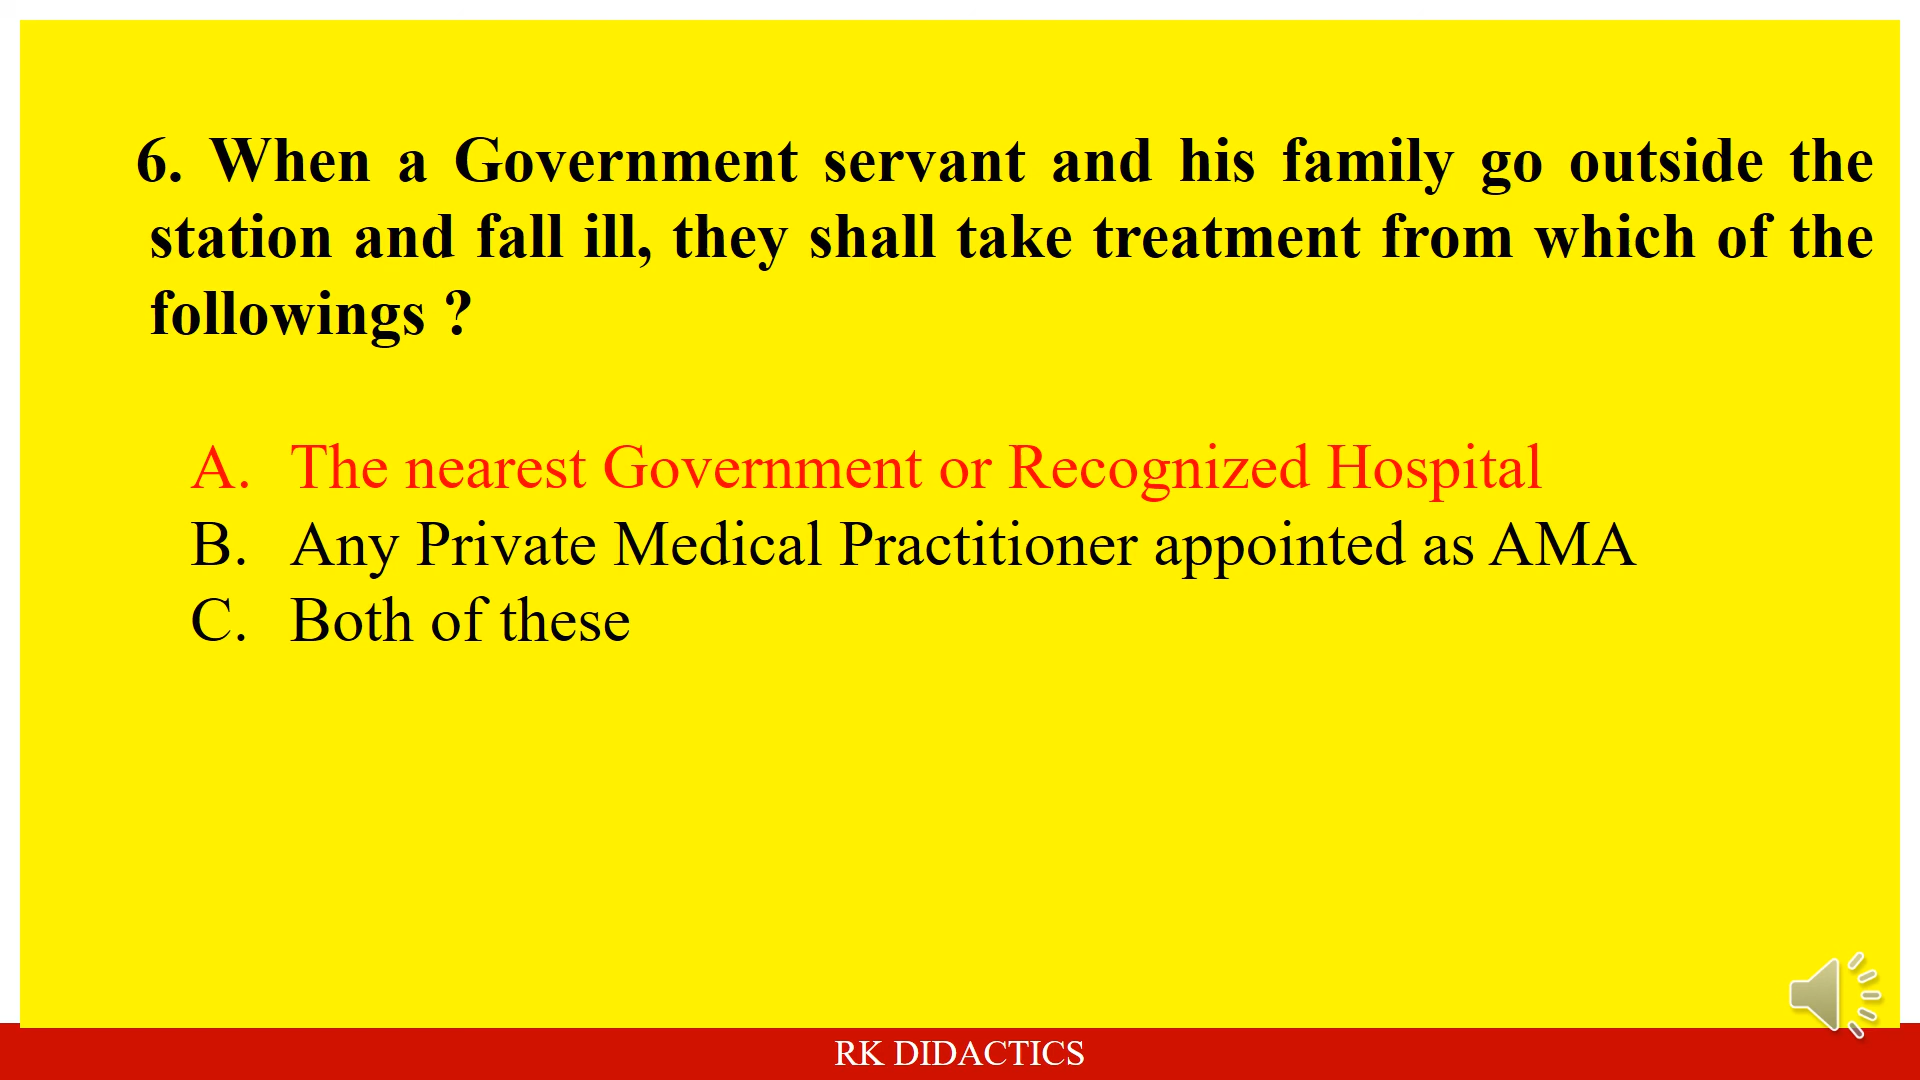 6. When a Government servant and his family go outside the
station and fall ill, they shall take treatment from which of the
followings ?
A. The nearest Government or Recognized Hospital
B. Any Private Medical Practitioner appointed as AMA
C. Both of these
RK DIDACTICS